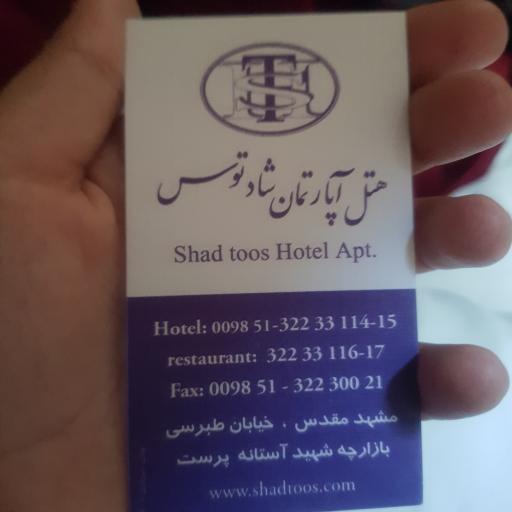 هتل آپارتمان شاد توس
Shad toos Hotel Apt.
Hotel: 0098 51-322 33 114-15
restaurant: 322 33 116-17
Fax: 0098 51 - 322 300 21
مشهد مقدس ، خیابان طبرسی
بازارچه شهید آستانه پرست
www.shadtoos.com